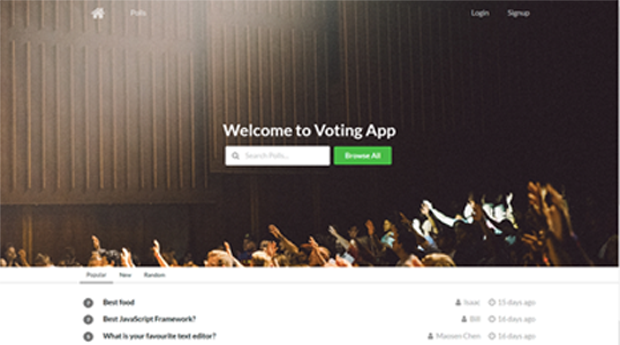 Polls
Login Signup
Welcome to Voting App
Search Polls... Browse All
Popular New Random
Best food Isaac 15 days ago
Best JavaScript Framework? Bill 16 days ago
What is your favourite text editor? Chen 16 days ago